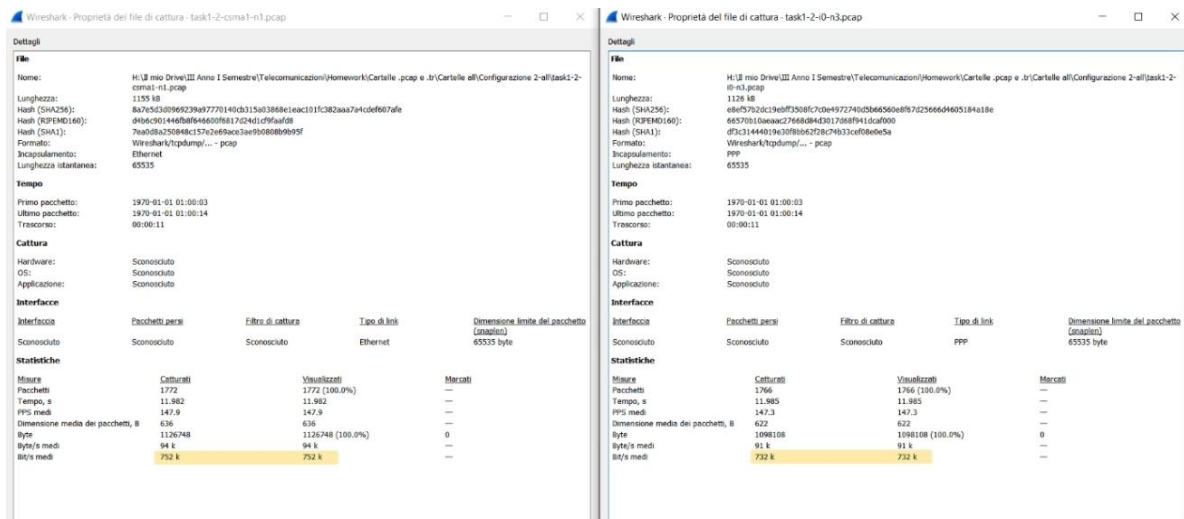 Wireshark · Proprietà del file di cattura · task1-2-csma1-n1.pcap
Dettagli
File
Nome: H:\Il mio Drive\III Anno I Semestre\Telecomunicazioni\Homework\Cartelle .pcap e .tr\Cartelle all\Configurazione 2-all\task1-2-
csma1-n1.pcap
Lunghezza: 1155 kB
Hash (SHA256):
Hash (RIPEMD160):
Hash (SHA1):
Formato: Wireshark/tcpdump/... - pcap
Incapsulamento: Ethernet
Lunghezza istantanea: 65535
Tempo
Primo pacchetto: 1970-01-01 01:00:03
Ultimo pacchetto: 1970-01-01 01:00:14
Trascorso: 00:00:11
Cattura
Hardware: Sconosciuto
OS: Sconosciuto
Applicazione: Sconosciuto
Interfacce
Interfaccia Pacchetti persi Filtro di cattura Tipo di link Dimensione limite del pacchetto
(snaplen)
Sconosciuto Sconosciuto Sconosciuto Ethernet 65535 byte
Statistiche
Misure Catturati Visualizzati Marcati
Pacchetti 1772 1772 (100.0%) —
Tempo, s 11.982 11.982 —
PPS medi 147.9 147.9 —
Dimensione media dei pacchetti, B 636 636 —
Byte 1126748 1126748 (100.0%) 0
Byte/s medi 94 k 94 k —
Bit/s medi 752 k 752 k —
Wireshark · Proprietà del file di cattura · task1-2-i0-n3.pcap
Dettagli
File
Nome: H:\Il mio Drive\III Anno I Semestre\Telecomunicazioni\Homework\Cartelle .pcap e .tr\Cartelle all\Configurazione 2-all\task1-2-
i0-n3.pcap
Lunghezza: 1126 kB
Hash (SHA256):
Hash (RIPEMD160):
Hash (SHA1):
Formato: Wireshark/tcpdump/... - pcap
Incapsulamento: PPP
Lunghezza istantanea: 65535
Tempo
Primo pacchetto: 1970-01-01 01:00:03
Ultimo pacchetto: 1970-01-01 01:00:14
Trascorso: 00:00:11
Cattura
Hardware: Sconosciuto
OS: Sconosciuto
Applicazione: Sconosciuto
Interfacce
Interfaccia Pacchetti persi Filtro di cattura Tipo di link Dimensione limite del pacchetto
(snaplen)
Sconosciuto Sconosciuto Sconosciuto PPP 65535 byte
Statistiche
Misure Catturati Visualizzati Marcati
Pacchetti 1766 1766 (100.0%) —
Tempo, s 11.985 11.985 —
PPS medi 147.3 147.3 —
Dimensione media dei pacchetti, B 622 622 —
Byte 1098108 1098108 (100.0%) 0
Byte/s medi 91 k 91 k —
Bit/s medi 732 k 732 k —